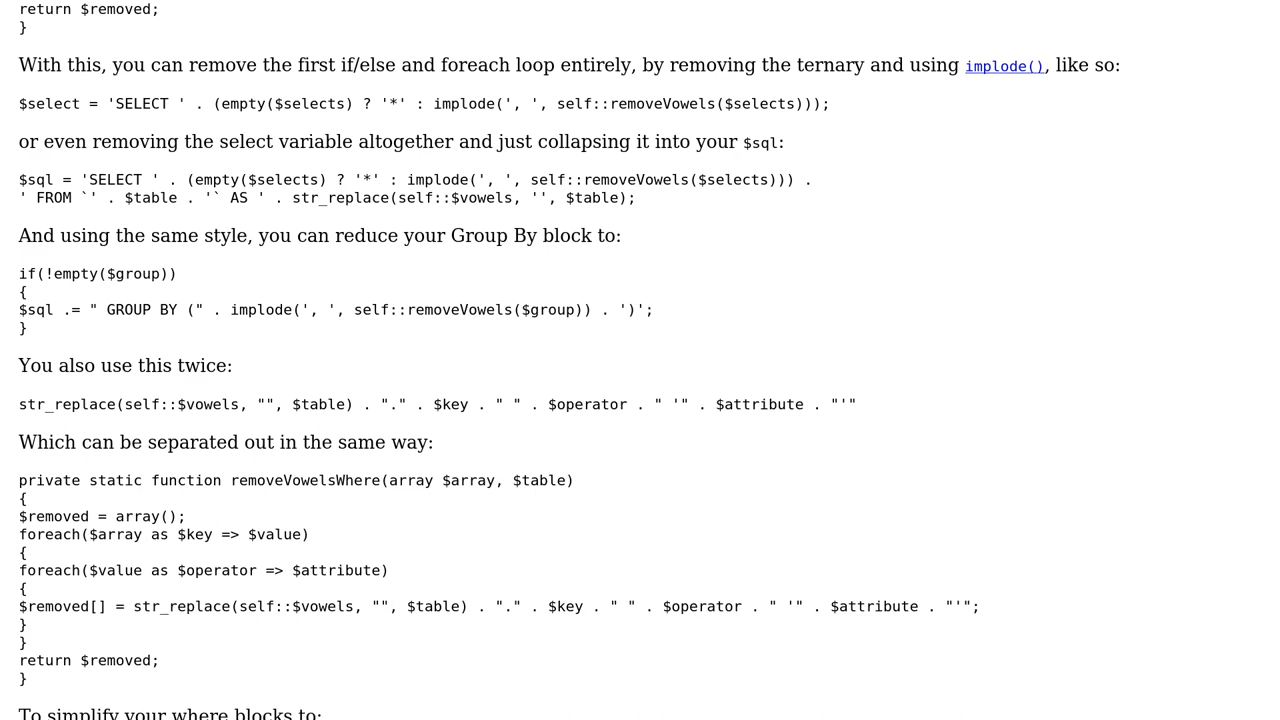 return $removed;
}
With this, you can remove the first if/else and foreach loop entirely, by removing the ternary and using implode(), like so:
$select = 'SELECT ' . (empty($selects) ? '*' : implode(', ', self::removeVowels($selects)));
or even removing the select variable altogether and just collapsing it into your $sql:
$sql = 'SELECT ' . (empty($selects) ? '*' : implode(', ', self::removeVowels($selects))) .
' FROM `' . $table . '` AS ' . str_replace(self::$vowels, '', $table);
And using the same style, you can reduce your Group By block to:
if(!empty($group))
{
$sql .= " GROUP BY (" . implode(', ', self::removeVowels($group)) . ')';
}
You also use this twice:
str_replace(self::$vowels, "", $table) . "." . $key . " " . $operator . " '" . $attribute . "'"
Which can be separated out in the same way:
private static function removeVowelsWhere(array $array, $table)
{
$removed = array();
foreach($array as $key => $value)
{
foreach($value as $operator => $attribute)
{
$removed[] = str_replace(self::$vowels, "", $table) . "." . $key . " " . $operator . " '" . $attribute . "'";
}
}
return $removed;
}
To simplify your where blocks to: